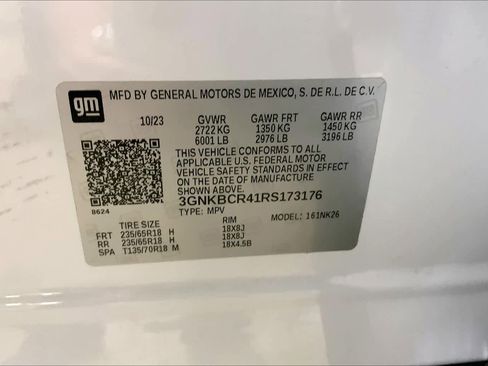 gm
MFD BY GENERAL MOTORS DE MEXICO, S. DE R.L. DE C.V.
10/23 GVWR GAWR FRT GAWR RR
2722 KG 1350 KG 1450 KG
6001 LB 2976 LB 3196 LB
THIS VEHICLE CONFORMS TO ALL
APPLICABLE U.S. FEDERAL MOTOR
VEHICLE SAFETY STANDARDS IN EFFECT
ON THE DATE OF MANUFACTURE
SHOWN ABOVE.
3GNKBCR41RS173176
8624 TYPE: MPV MODEL: 161NK26
TIRE SIZE RIM
FRT 235/65R18 H 18X8J
RR 235/65R18 H 18X8J
SPA T135/70R18 M 18X4.5B